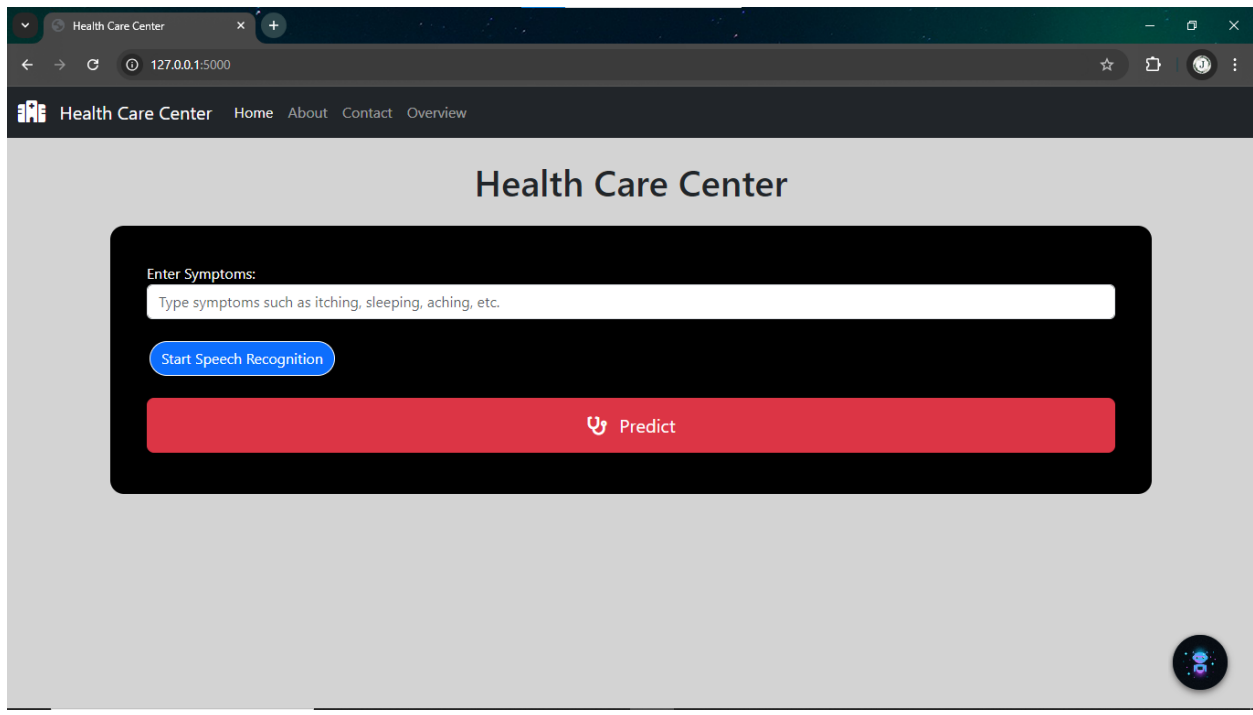 Health Care Center
127.0.0.1:5000
J
Health Care Center Home About Contact Overview
Health Care Center
Enter Symptoms:
Type symptoms such as itching, sleeping, aching, etc.
Start Speech Recognition
Predict